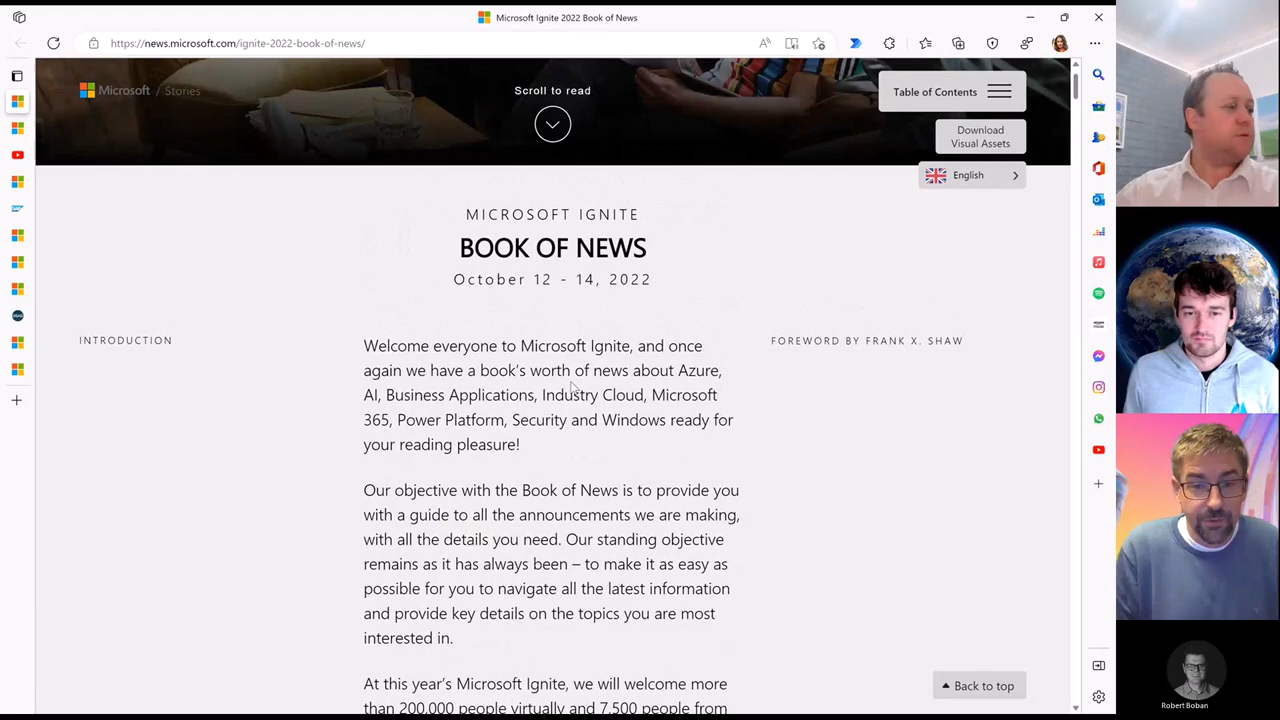 Microsoft Ignite 2022 Book of News
https://news.microsoft.com/ignite-2022-book-of-news/
Microsoft / Stories
Scroll to read
Table of Contents
Download
Visual Assets
English
MICROSOFT IGNITE
BOOK OF NEWS
October 12 - 14, 2022
INTRODUCTION
Welcome everyone to Microsoft Ignite, and once
again we have a book's worth of news about Azure,
AI, Business Applications, Industry Cloud, Microsoft
365, Power Platform, Security and Windows ready for
your reading pleasure!
FOREWORD BY FRANK X. SHAW
Our objective with the Book of News is to provide you
with a guide to all the announcements we are making,
with all the details you need. Our standing objective
remains as it has always been – to make it as easy as
possible for you to navigate all the latest information
and provide key details on the topics you are most
interested in.
At this year's Microsoft Ignite, we will welcome more
than 200,000 people virtually and 7,500 people from
Back to top
Robert Boban